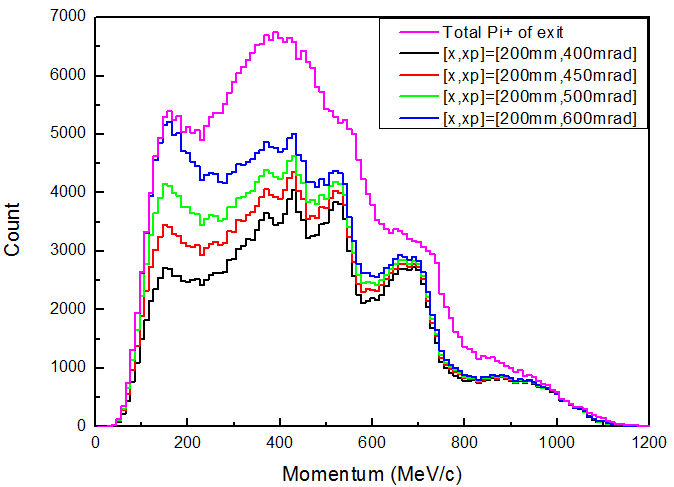 7000
6000
5000
4000
3000
2000
1000
0
Count
Total Pi+ of exit
[x,xp]=[200mm,400mrad]
[x,xp]=[200mm,450mrad]
[x,xp]=[200mm,500mrad]
[x,xp]=[200mm,600mrad]
0 200 400 600 800 1000 1200
Momentum (MeV/c)